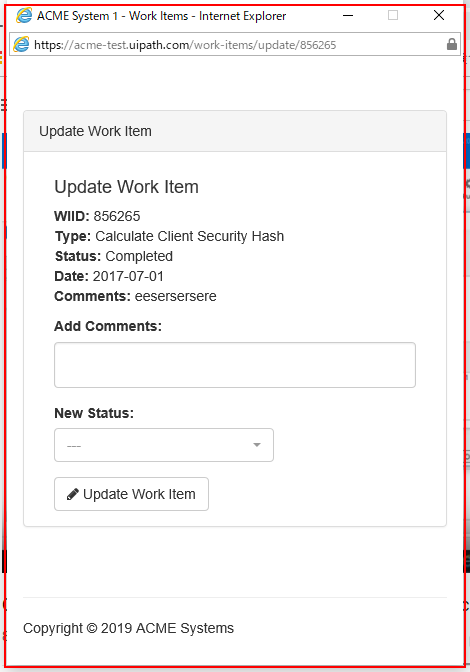 ACME System 1 - Work Items - Internet Explorer
https://acme-test.uipath.com/work-items/update/856265
Update Work Item
Update Work Item
WIID: 856265
Type: Calculate Client Security Hash
Status: Completed
Date: 2017-07-01
Comments: eesersersere
Add Comments:
New Status:
---
Update Work Item
Copyright © 2019 ACME Systems